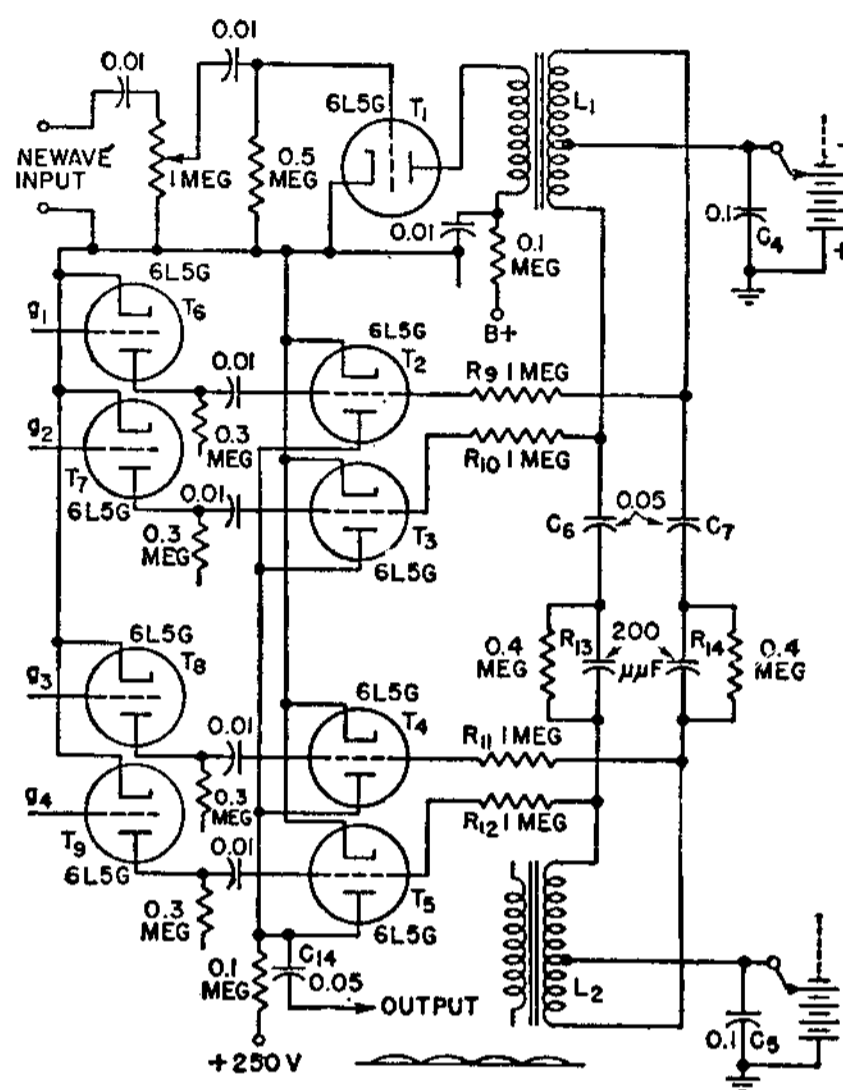 0.01
0.01
6L5G
T1
L1
NEWAVE
INPUT
1 MEG
0.5
MEG
0.01
0.1
MEG
B+
0.1
C4
+
6L5G
T6
g1
0.01
6L5G
T2
R9 1 MEG
g2
0.3
MEG
R10 1 MEG
T7
0.01
6L5G
0.3
MEG
T3
6L5G
0.05
C6
C7
6L5G
T8
g3
0.4
MEG
R13
200
μμF
R14
0.4
MEG
6L5G
T4
0.01
R11 1 MEG
g4
0.3
MEG
R12 1 MEG
T9
0.01
6L5G
T5
0.3
MEG
6L5G
0.1
MEG
C14
0.05
OUTPUT
+250V
L2
0.1
C5